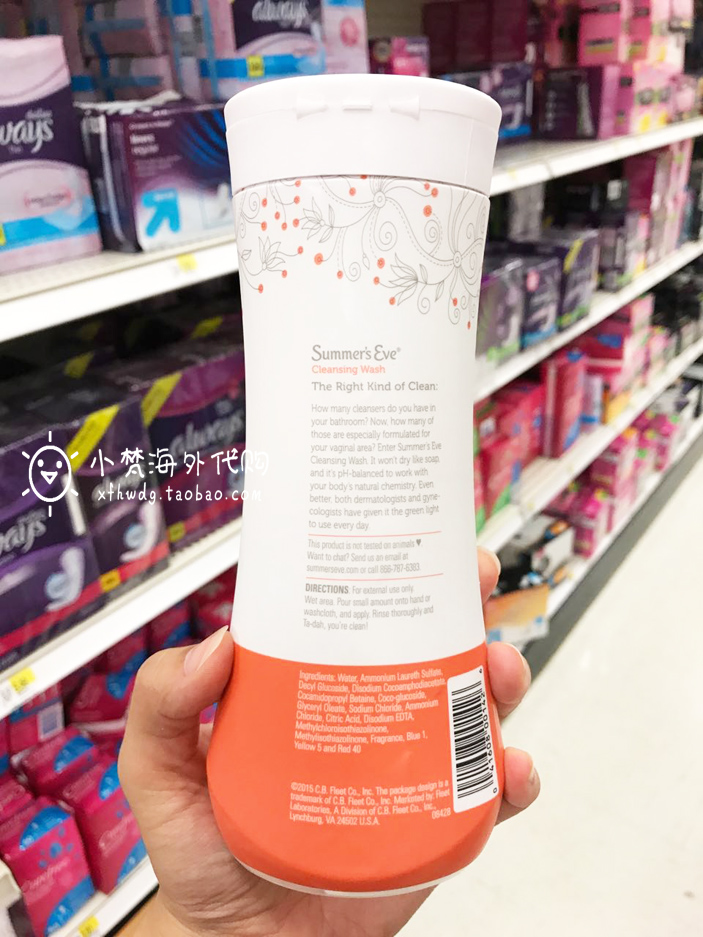 always
always
Summer's Eve®
Cleansing Wash
The Right Kind of Clean:
How many cleansers do you have in
your bathroom? Now, how many of
those are especially formulated for
your vaginal area? Enter Summer's Eve
Cleansing Wash. It won't dry like soap,
and it's pH-balanced to work with
your body's natural chemistry. Even
better, both dermatologists and gyne-
cologists have given it the green light
to use every day.
This product is not tested on animals ♥
Want to chat? Send us an email at
summerseve.com or call 866-787-6383.
DIRECTIONS: For external use only.
Wet area. Pour small amount onto hand or
washcloth, and apply. Rinse thoroughly and
Ta-dah, you're clean!
Ingredients: Water, Ammonium Laureth Sulfate,
Decyl Glucoside, Disodium Cocoamphodiacetate,
Cocamidopropyl Betaine, Coco-glucoside,
Glyceryl Oleate, Sodium Chloride, Ammonium
Chloride, Citric Acid, Disodium EDTA,
Methylchloroisothiazolinone,
Methylisothiazolinone, Fragrance, Blue 1,
Yellow 5 and Red 40
©2015 C.B. Fleet Co., Inc. The package design is a
trademark of C.B. Fleet Co., Inc. Marketed by: Fleet
Laboratories, A Division of C.B. Fleet Co., Inc.,
Lynchburg, VA 24502 U.S.A.
08428
小梵海外代购
xfhwdg.taobao.com
always